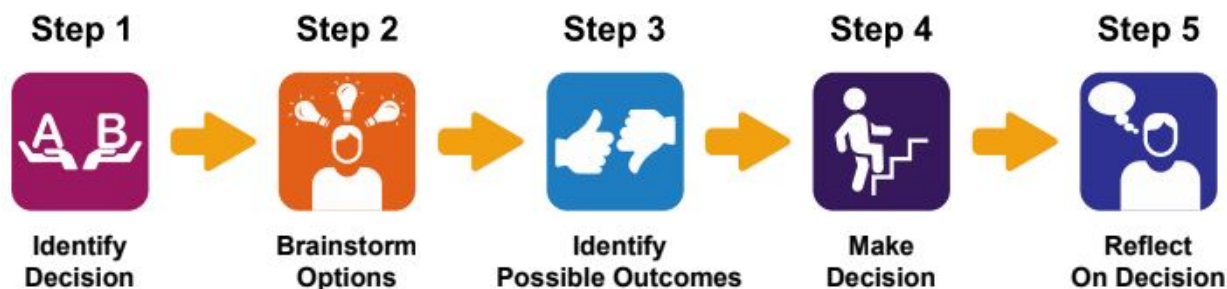 Step 1
Step 2
Step 3
Step 4
Step 5
A B
Identify
Decision
Brainstorm
Options
Identify
Possible Outcomes
Make
Decision
Reflect
On Decision